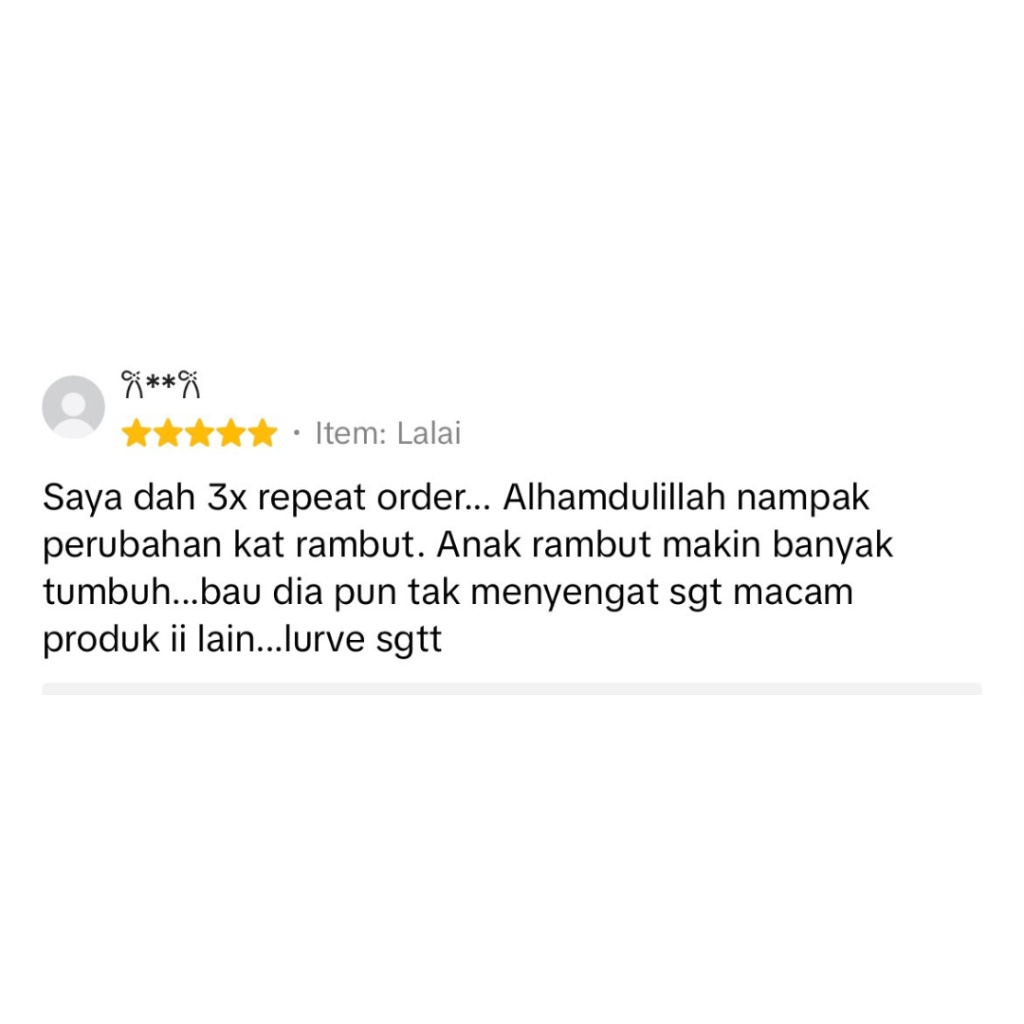 𐙚**𐙚
Item: Lalai
Saya dah 3x repeat order... Alhamdulillah nampak
perubahan kat rambut. Anak rambut makin banyak
tumbuh...bau dia pun tak menyengat sgt macam
produk ii lain...lurve sgtt